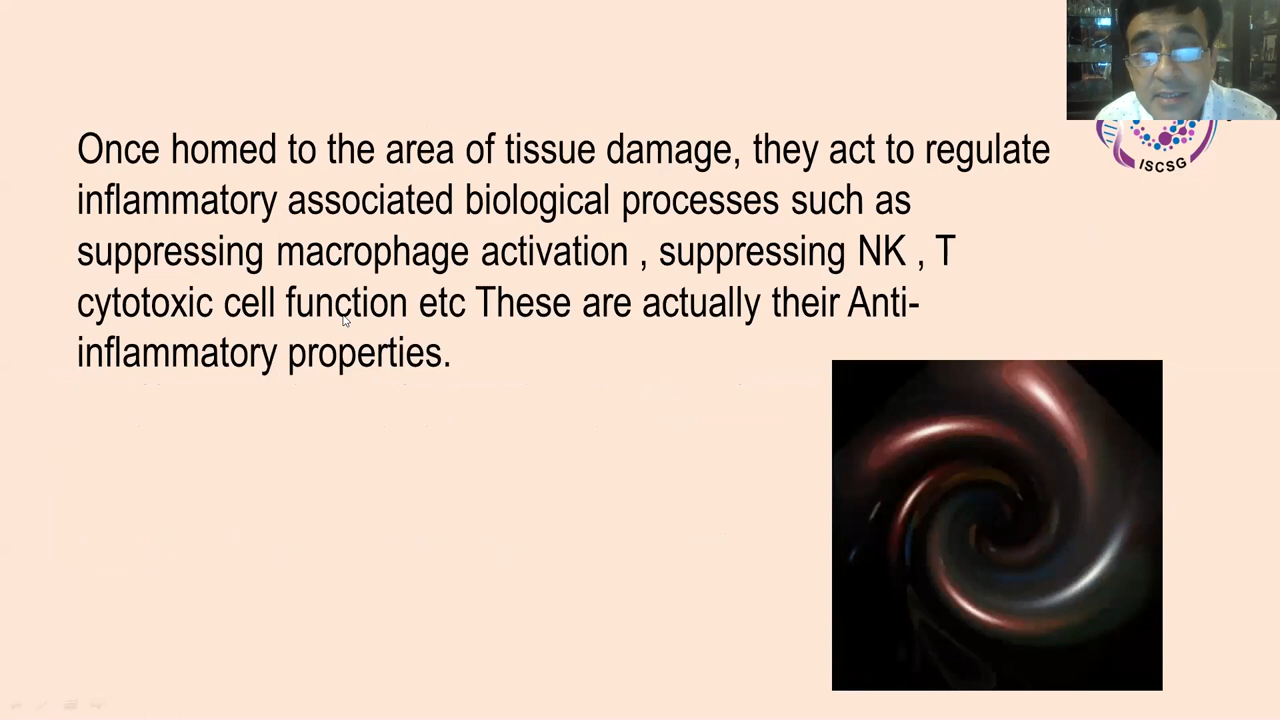 Once homed to the area of tissue damage, they act to regulate
inflammatory associated biological processes such as
suppressing macrophage activation , suppressing NK , T
cytotoxic cell function etc These are actually their Anti-
inflammatory properties.
ISCSG